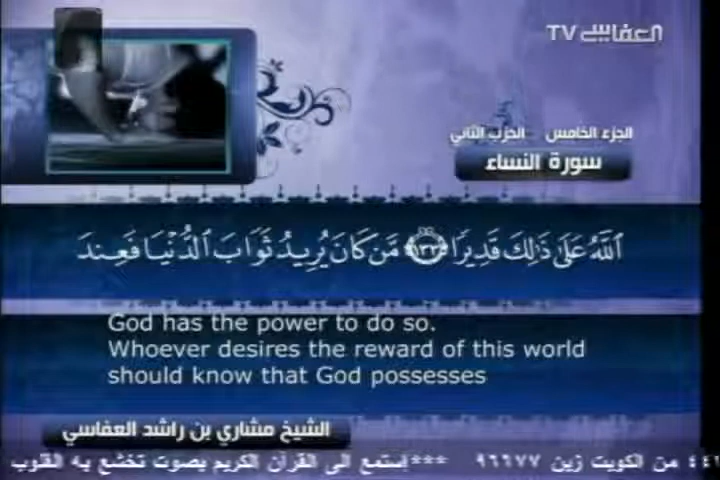 العفاسي TV
الجزء الخامس الحزب الثاني
سورة النساء
ٱللَّهُ عَلَىٰ ذَٰلِكَ قَدِيرًا ١٣٣ مَّن كَانَ يُرِيدُ ثَوَابَ ٱلدُّنْيَا فَعِندَ
God has the power to do so.
Whoever desires the reward of this world
should know that God possesses
الشيخ مشاري بن راشد العفاسي
٤٤١ من الكويت زين ٩٦٦٧٧ ***إستمع الى القرآن الكريم بصوت تخشع به القلوب